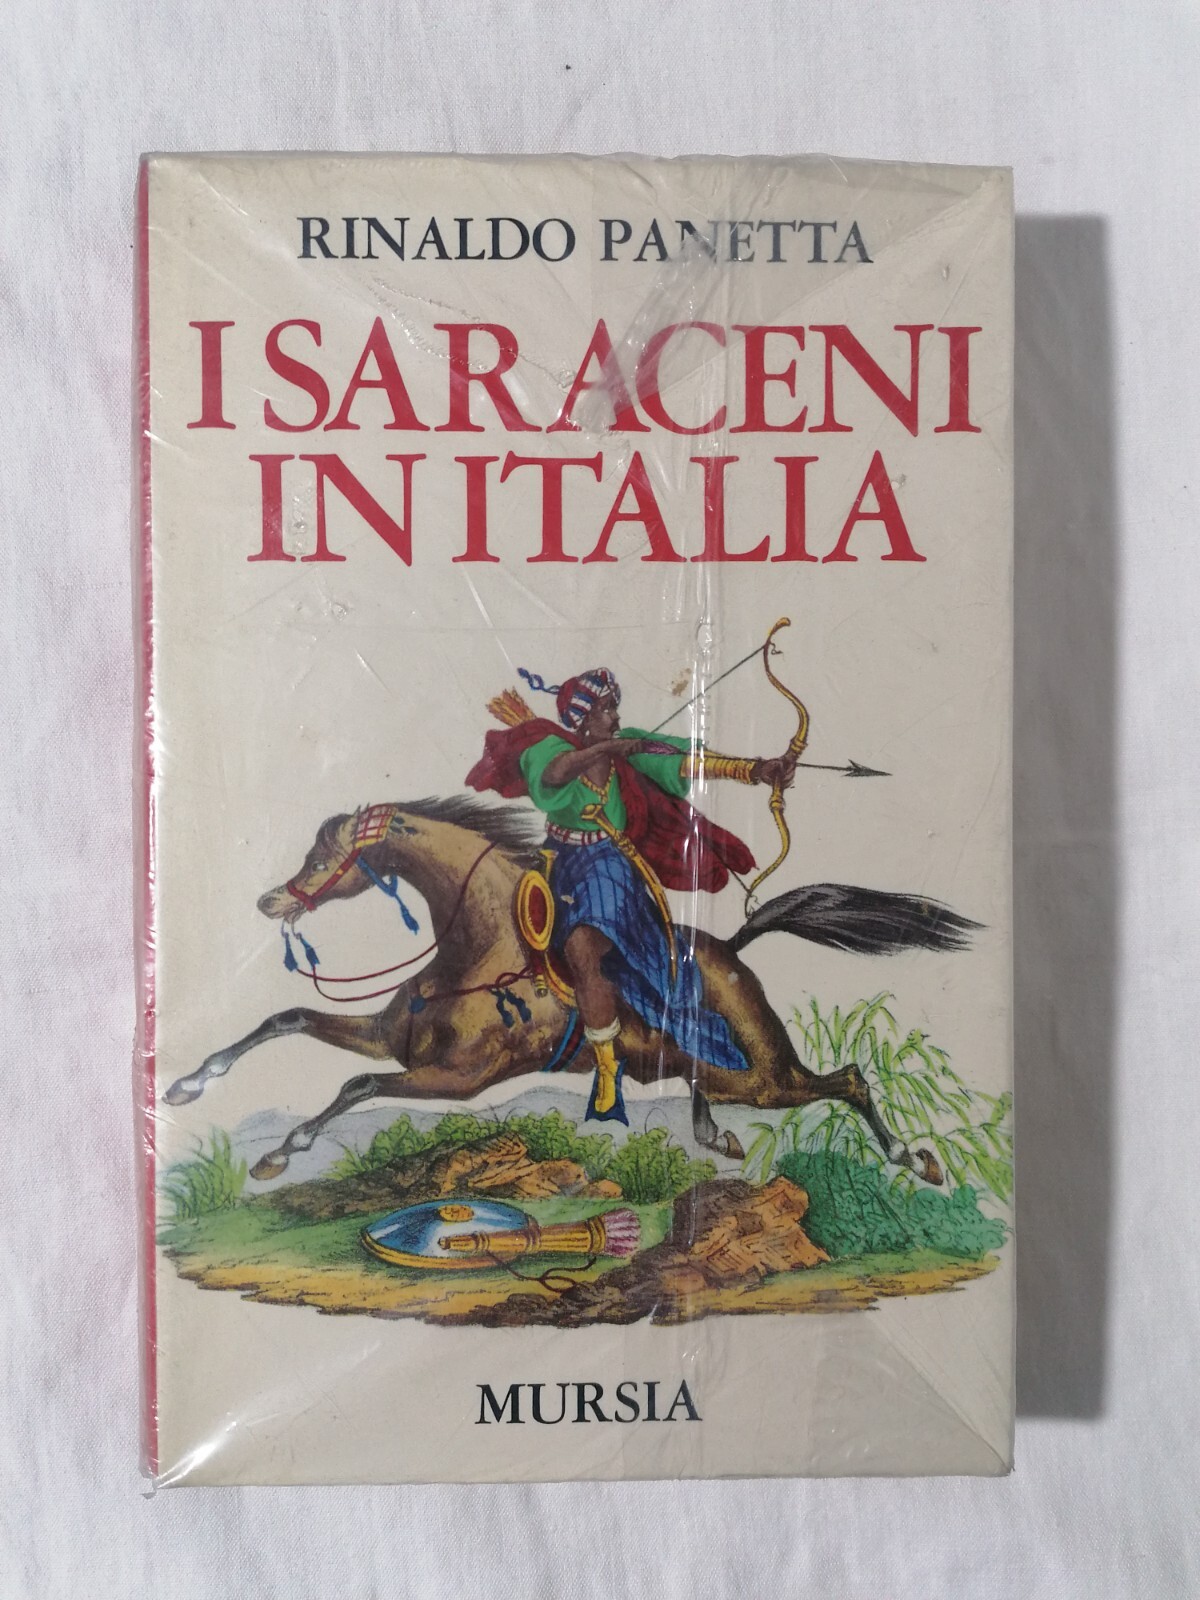 RINALDO PANETTA
I SARACENI
IN ITALIA
MURSIA